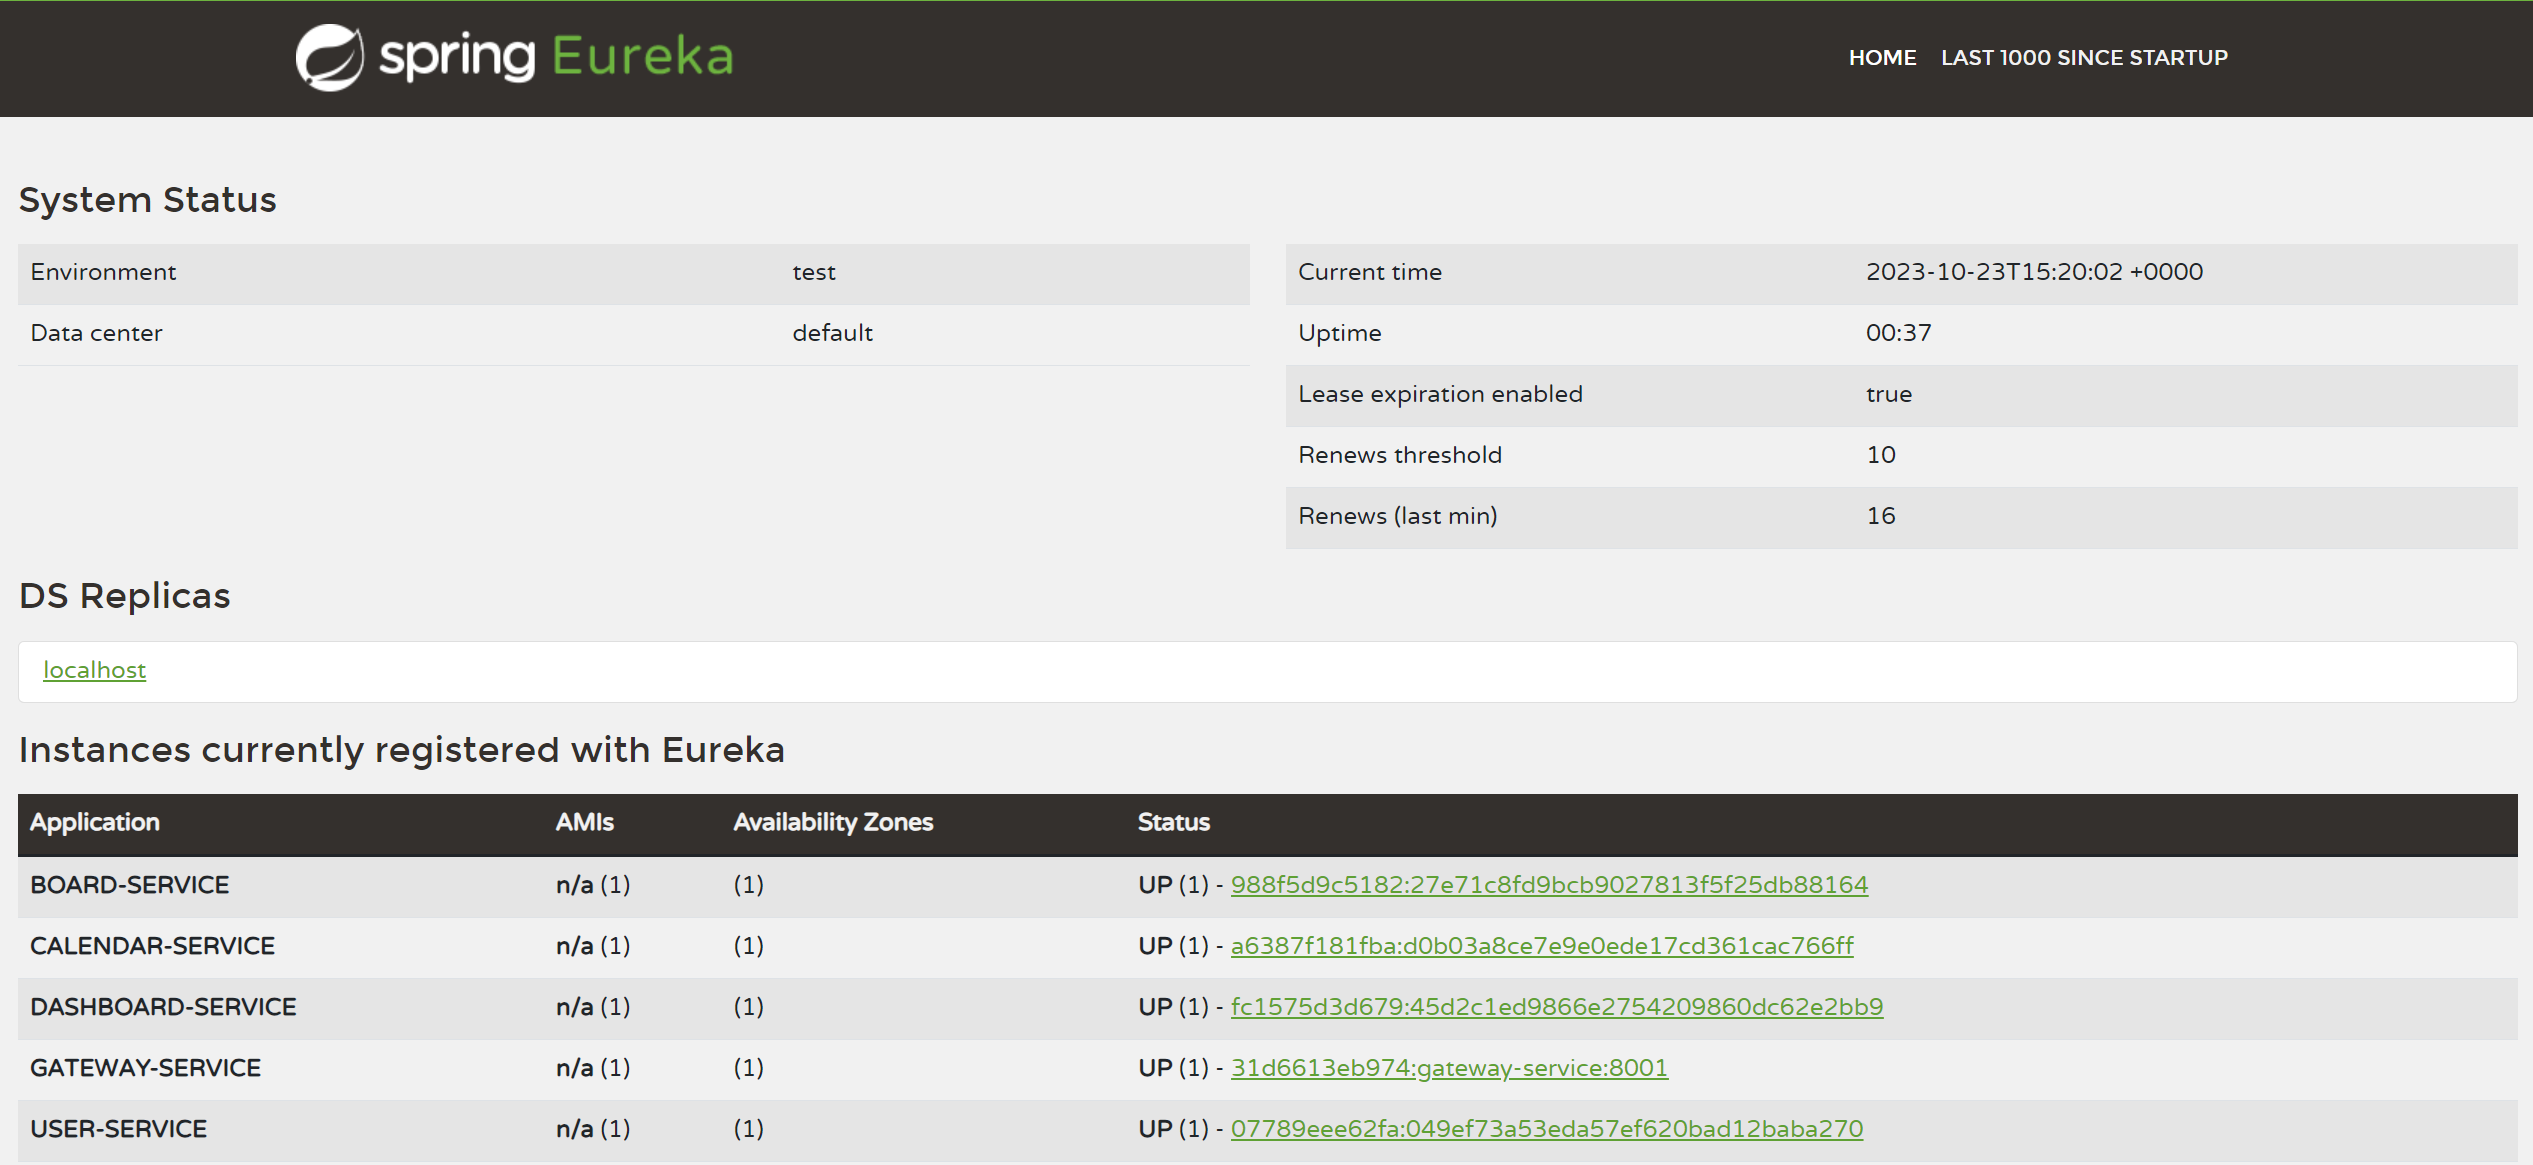 spring Eureka
HOME LAST 1000 SINCE STARTUP
System Status
Environment test
Data center default
Current time 2023-10-23T15:20:02 +0000
Uptime 00:37
Lease expiration enabled true
Renews threshold 10
Renews (last min) 16
DS Replicas
localhost
Instances currently registered with Eureka
Application AMIs Availability Zones Status
BOARD-SERVICE n/a (1) (1) UP (1) - 988f5d9c5182:27e71c8fd9bcb9027813f5f25db88164
CALENDAR-SERVICE n/a (1) (1) UP (1) - a6387f181fba:d0b03a8ce7e9e0ede17cd361cac766ff
DASHBOARD-SERVICE n/a (1) (1) UP (1) - fc1575d3d679:45d2c1ed9866e2754209860dc62e2bb9
GATEWAY-SERVICE n/a (1) (1) UP (1) - 31d6613eb974:gateway-service:8001
USER-SERVICE n/a (1) (1) UP (1) - 07789eee62fa:049ef73a53eda57ef620bad12baba270